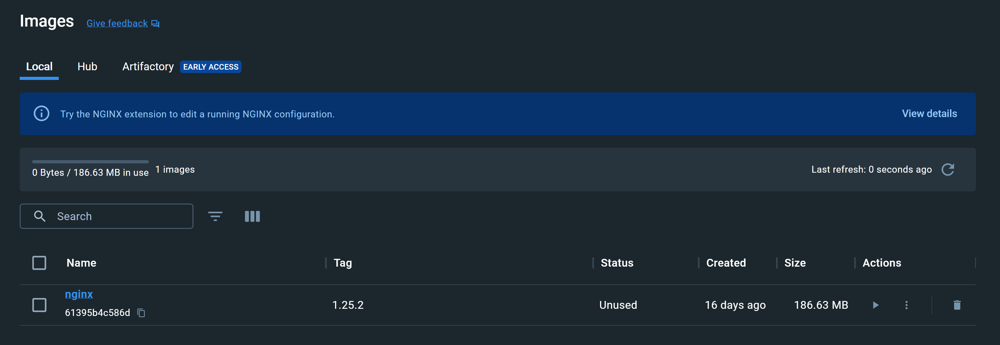 Images Give feedback
Local Hub Artifactory EARLY ACCESS
Try the NGINX extension to edit a running NGINX configuration. View details
0 Bytes / 186.63 MB in use 1 images Last refresh: 0 seconds ago
Search
Name Tag Status Created Size Actions
nginx
1.25.2 Unused 16 days ago 186.63 MB
61395b4c586d